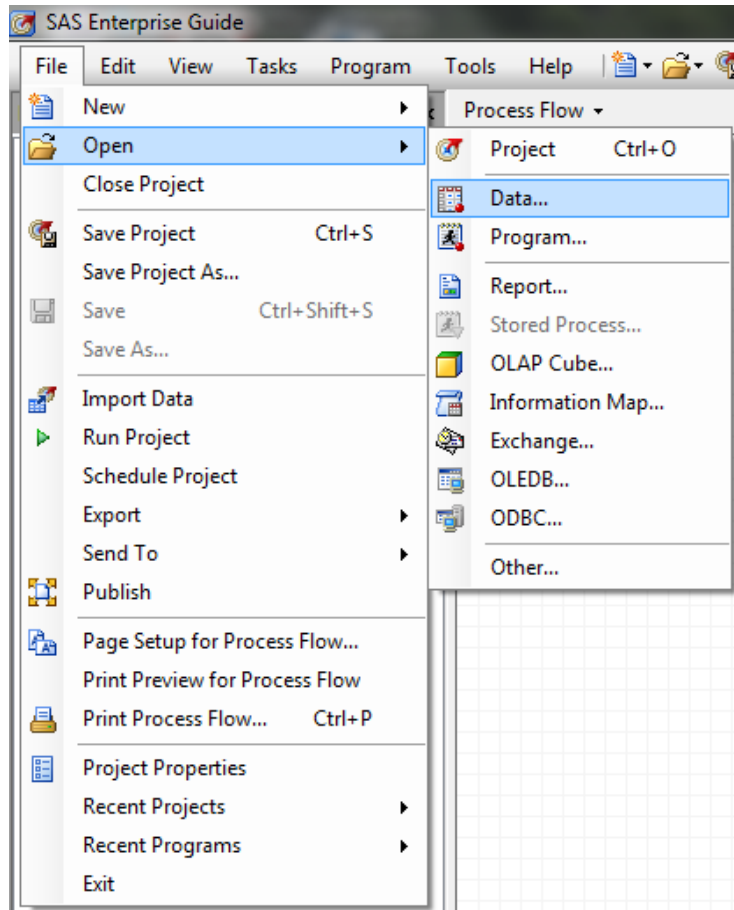 SAS Enterprise Guide
File Edit View Tasks Program Tools Help
Process Flow
New
Open
Close Project
Save Project Ctrl+S
Save Project As...
Save Ctrl+Shift+S
Save As...
Import Data
Run Project
Schedule Project
Export
Send To
Publish
Page Setup for Process Flow...
Print Preview for Process Flow
Print Process Flow... Ctrl+P
Project Properties
Recent Projects
Recent Programs
Exit
Project Ctrl+O
Data...
Program...
Report...
Stored Process...
OLAP Cube...
Information Map...
Exchange...
OLEDB...
ODBC...
Other...